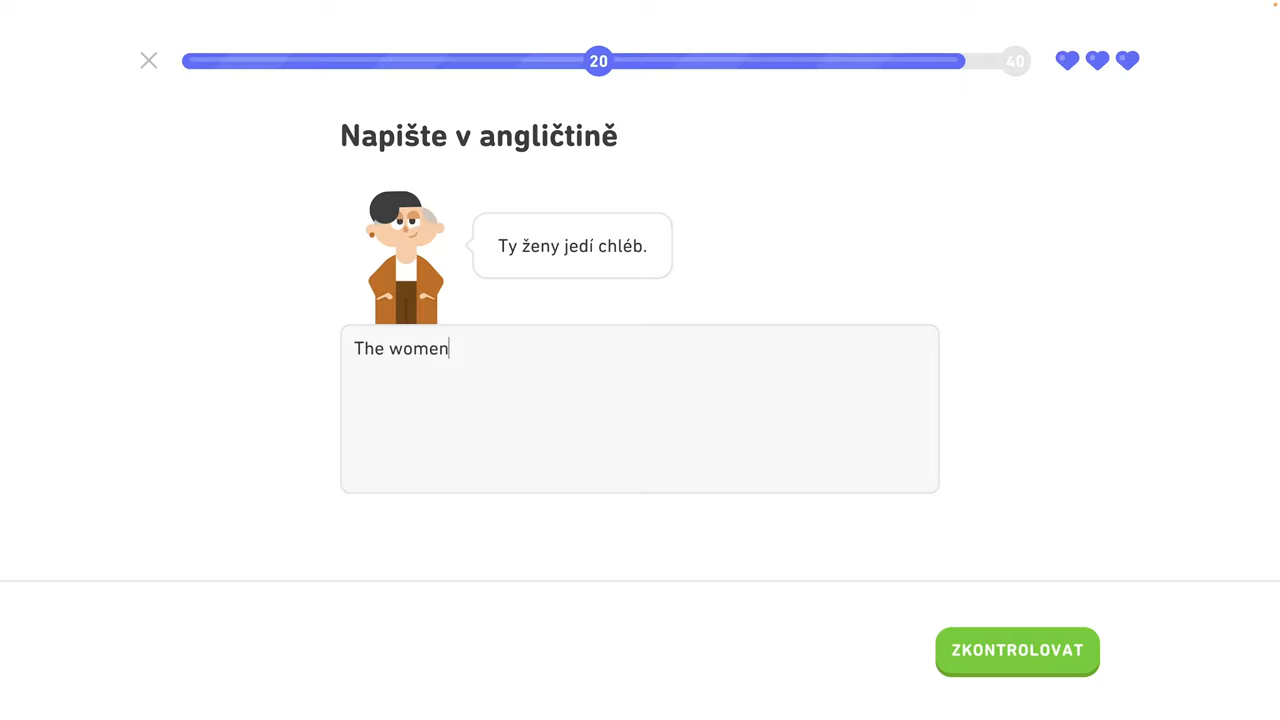 20
40
Napište v angličtině
Ty ženy jedí chléb.
The women
ZKONTROLOVAT